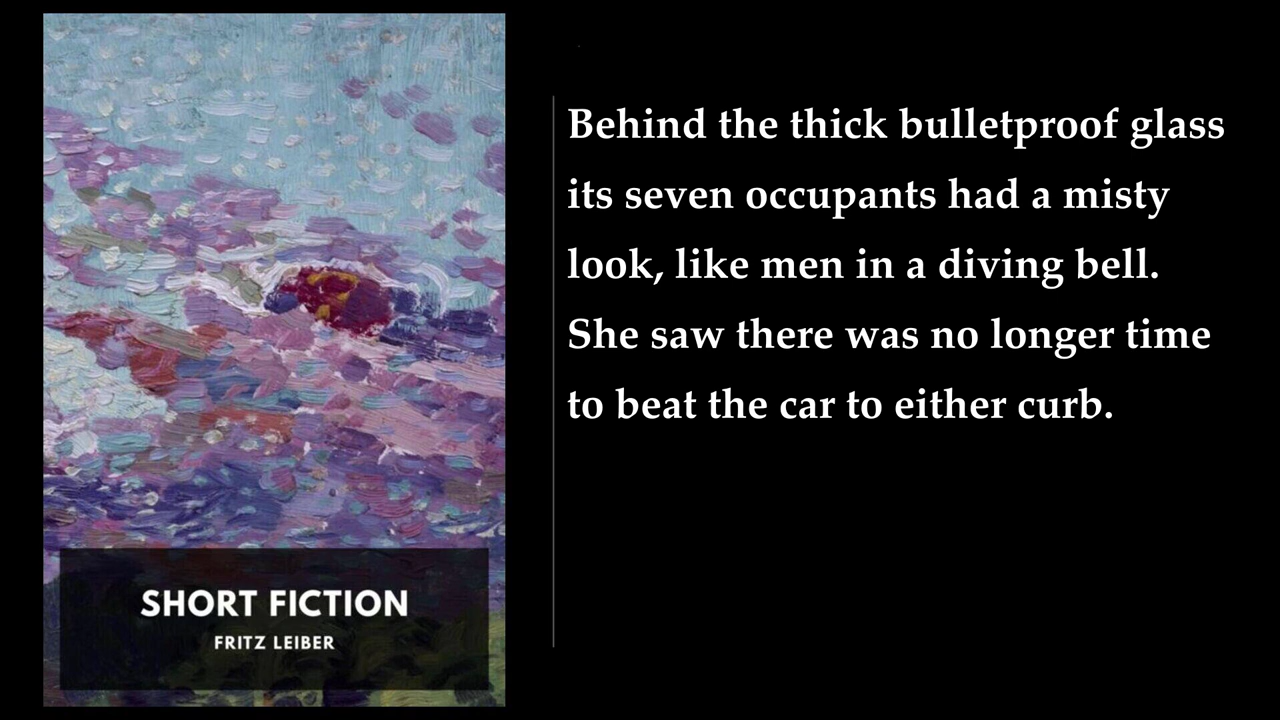 Behind the thick bulletproof glass
its seven occupants had a misty
look, like men in a diving bell.
She saw there was no longer time
to beat the car to either curb.
SHORT FICTION
FRITZ LEIBER